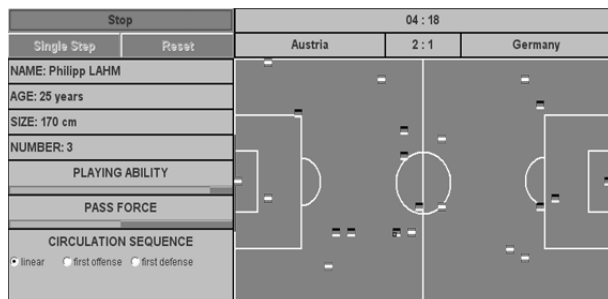 Stop
04 : 18
Single Step
Reset
Austria
2 : 1
Germany
NAME: Philipp LAHM
AGE: 25 years
SIZE: 170 cm
NUMBER: 3
PLAYING ABILITY
PASS FORCE
CIRCULATION SEQUENCE
linear first offense first defense